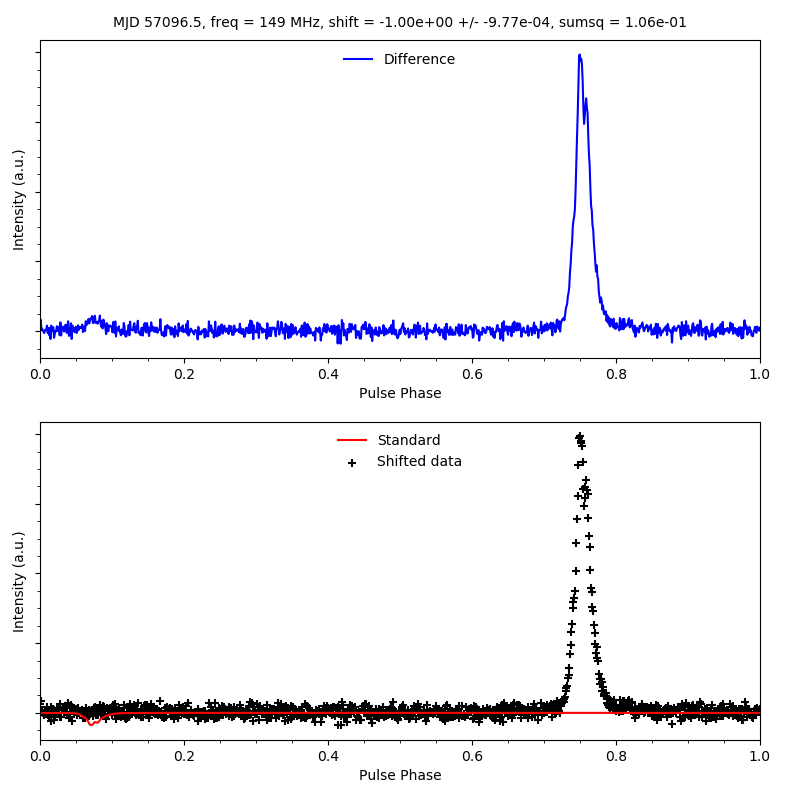 MJD 57096.5, freq = 149 MHz, shift = -1.00e+00 +/- -9.77e-04, sumsq = 1.06e-01
Difference
Intensity (a.u.)
0.0 0.2 0.4 0.6 0.8 1.0
Pulse Phase
Standard
Shifted data
Intensity (a.u.)
0.0 0.2 0.4 0.6 0.8 1.0
Pulse Phase